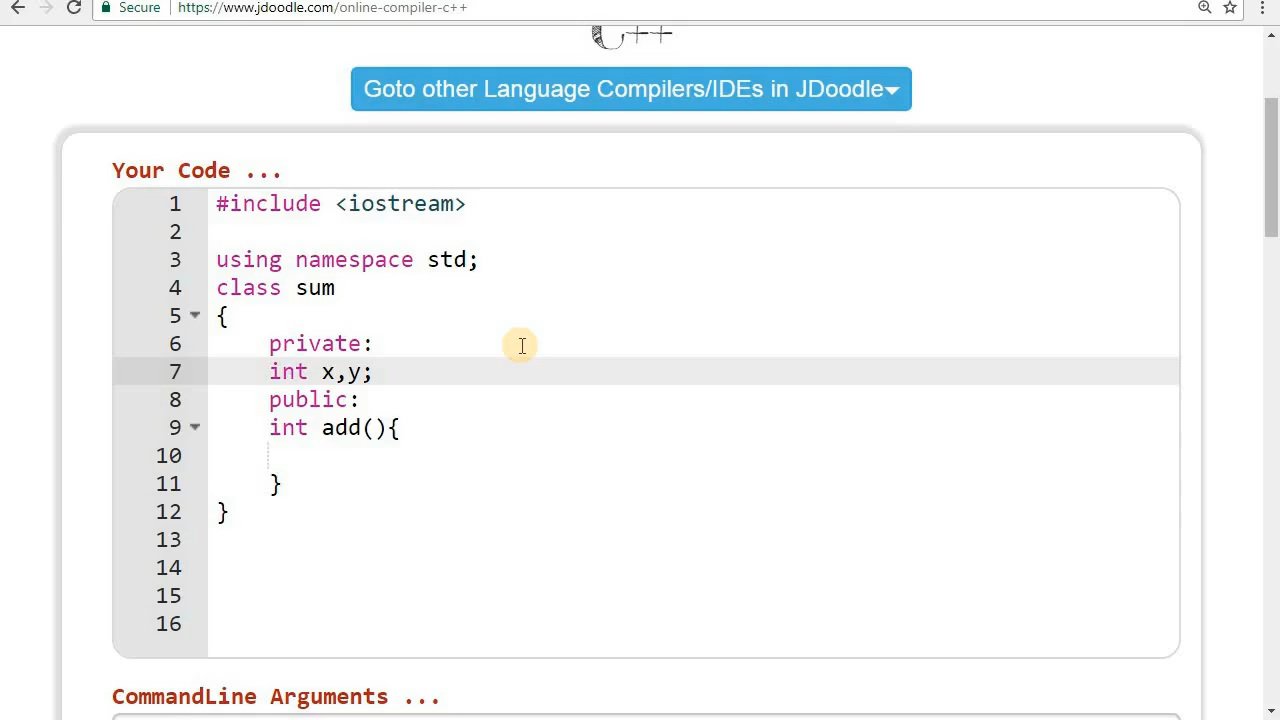 Secure
https://www.jdoodle.com/online-compiler-c++
C++
Goto other Language Compilers/IDEs in JDoodle
Your Code ...
1 #include <iostream>
2
3 using namespace std;
4 class sum
5 {
6 private:
7 int x,y;
8 public:
9 int add(){
10
11 }
12 }
13
14
15
16
CommandLine Arguments ...